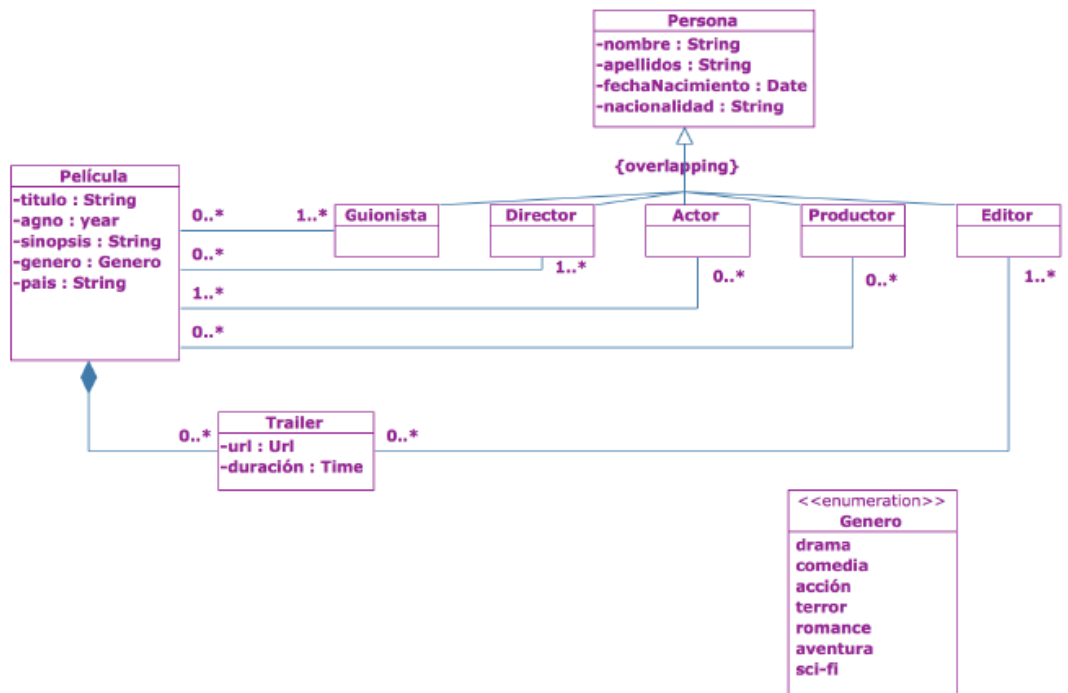 Persona
-nombre : String
-apellidos : String
-fechaNacimiento : Date
-nacionalidad : String
{overlapping}
Película
-titulo : String
-agno : year
-sinopsis : String
-genero : Genero
-pais : String
Guionista
Director
Actor
Productor
Editor
0..*
1..*
0..*
1..*
0..*
0..*
1..*
1..*
0..*
Trailer
-url : Url
-duración : Time
0..*
0..*
<<enumeration>>
Genero
drama
comedia
acción
terror
romance
aventura
sci-fi